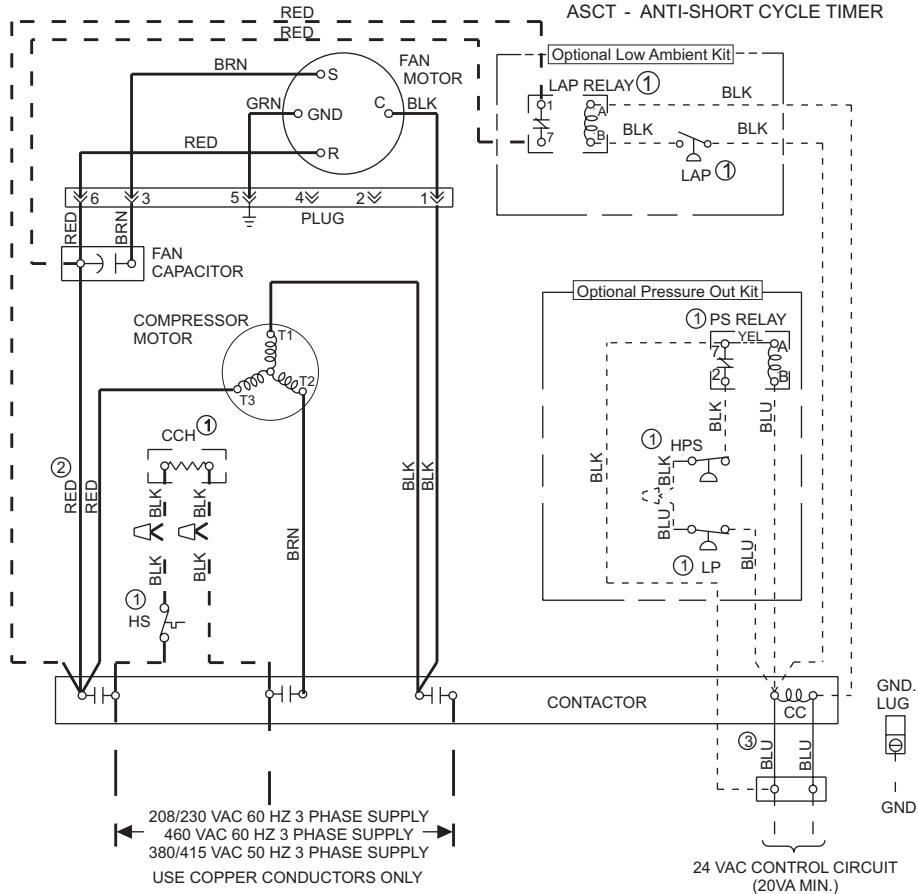 RED
RED
ASCT - ANTI-SHORT CYCLE TIMER
Optional Low Ambient Kit
LAP RELAY 1
1
7
A
B
BLK
BLK
BLK
LAP 1
FAN
MOTOR
BRN
S
GRN
GND
C
BLK
RED
R
6
3
5
4
2
1
PLUG
RED
BRN
FAN
CAPACITOR
COMPRESSOR
MOTOR
T1
T2
T3
CCH 1
2
RED
RED
BLK
BLK
BLK
BLK
1
HS
BRN
BLK
BLK
Optional Pressure Out Kit
1 PS RELAY
YEL
7
2
A
B
BLK
BLU
BLK
1
HPS
BLK
BLU
1 LP
BLU
CONTACTOR
CC
3
BLU
BLU
GND.
LUG
GND
208/230 VAC 60 HZ 3 PHASE SUPPLY
460 VAC 60 HZ 3 PHASE SUPPLY
380/415 VAC 50 HZ 3 PHASE SUPPLY
USE COPPER CONDUCTORS ONLY
24 VAC CONTROL CIRCUIT
(20VA MIN.)